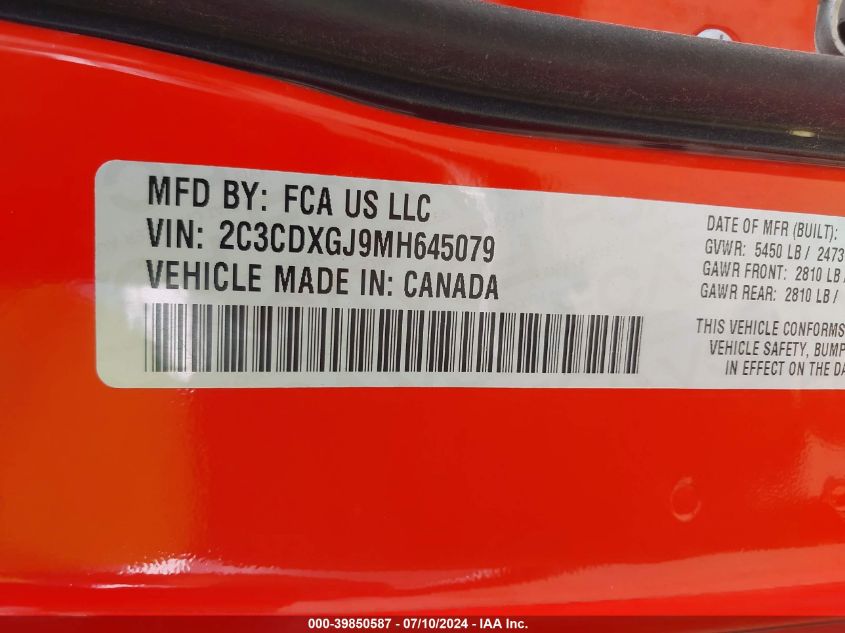 MFD BY: FCA US LLC
VIN: 2C3CDXGJ9MH645079
VEHICLE MADE IN: CANADA
DATE OF MFR (BUILT):
GVWR: 5450 LB / 2473
GAWR FRONT: 2810 LB /
GAWR REAR: 2810 LB /
THIS VEHICLE CONFORMS
VEHICLE SAFETY, BUMP
IN EFFECT ON THE DA
000-39850587 - 07/10/2024 - IAA Inc.